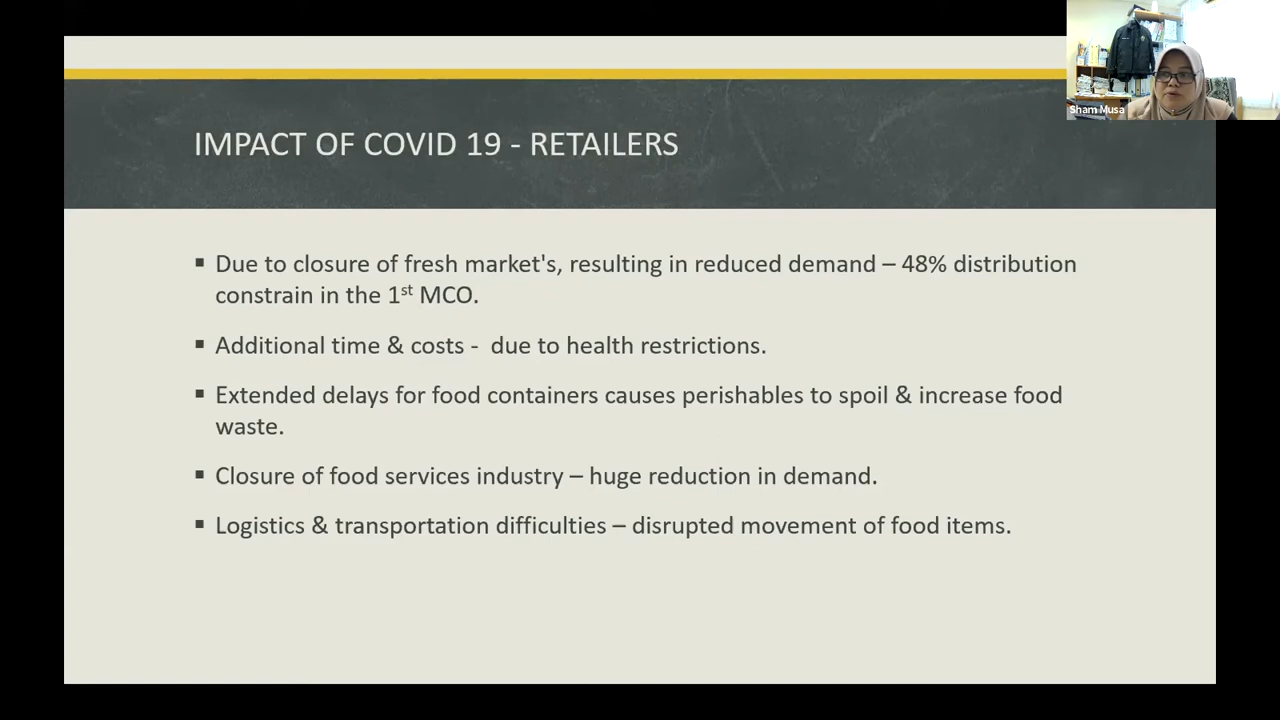 Sham Musa
IMPACT OF COVID 19 - RETAILERS
▪ Due to closure of fresh market's, resulting in reduced demand – 48% distribution
constrain in the 1st MCO.
▪ Additional time & costs -  due to health restrictions.
▪ Extended delays for food containers causes perishables to spoil & increase food
waste.
▪ Closure of food services industry – huge reduction in demand.
▪ Logistics & transportation difficulties – disrupted movement of food items.